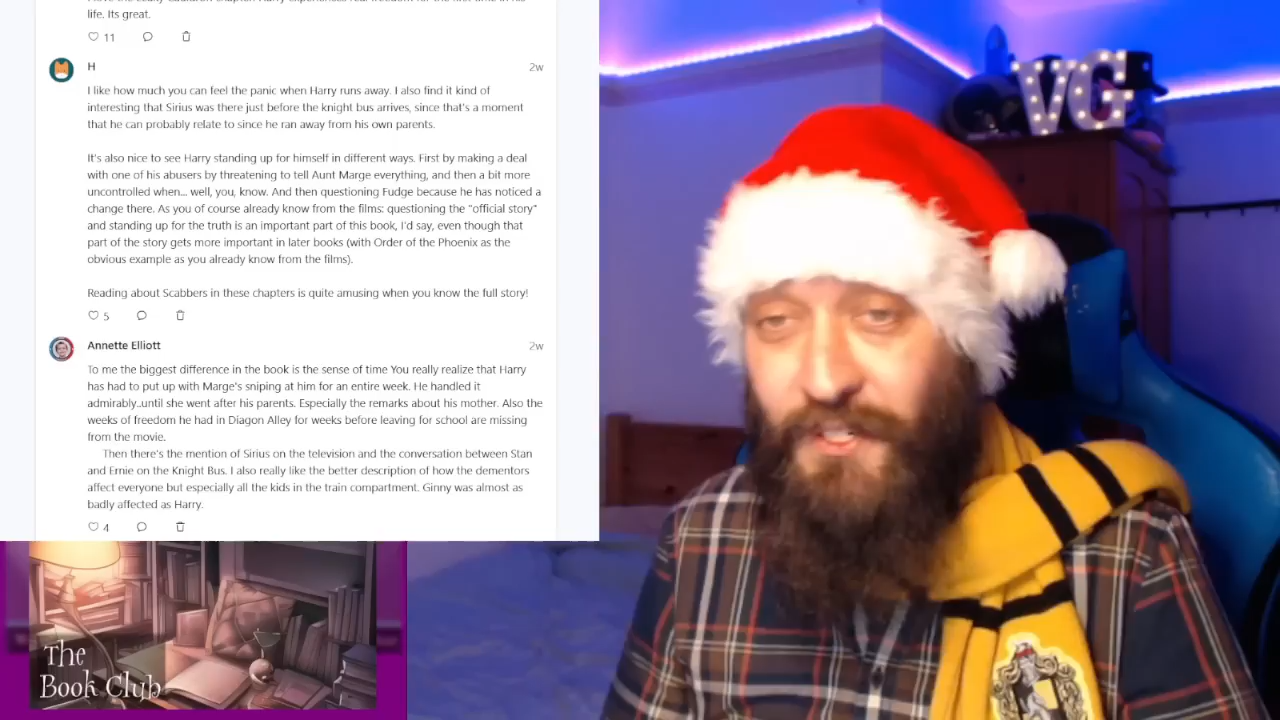 life. Its great.
11
H
2w
I like how much you can feel the panic when Harry runs away. I also find it kind of
interesting that Sirius was there just before the knight bus arrives, since that's a moment
that he can probably relate to since he ran away from his own parents.
It's also nice to see Harry standing up for himself in different ways. First by making a deal
with one of his abusers by threatening to tell Aunt Marge everything, and then a bit more
uncontrolled when... well, you, know. And then questioning Fudge because he has noticed a
change there. As you of course already know from the films: questioning the "official story"
and standing up for the truth is an important part of this book, I'd say, even though that
part of the story gets more important in later books (with Order of the Phoenix as the
obvious example as you already know from the films).
Reading about Scabbers in these chapters is quite amusing when you know the full story!
5
Annette Elliott
2w
To me the biggest difference in the book is the sense of time You really realize that Harry
has had to put up with Marge's sniping at him for an entire week. He handled it
admirably..until she went after his parents. Especially the remarks about his mother. Also the
weeks of freedom he had in Diagon Alley for weeks before leaving for school are missing
from the movie.
Then there's the mention of Sirius on the television and the conversation between Stan
and Ernie on the Knight Bus. I also really like the better description of how the dementors
affect everyone but especially all the kids in the train compartment. Ginny was almost as
badly affected as Harry.
4
VG
The
Book Club